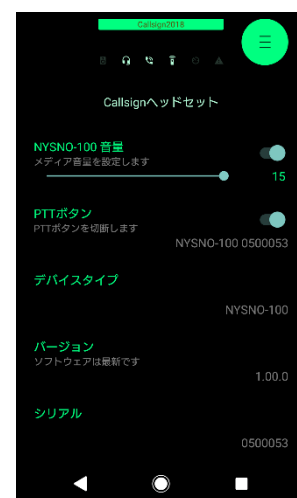 Callsign2018
Callsignヘッドセット
NYSNO-100 音量
メディア音量を設定します
15
PTTボタン
PTTボタンを切断します
NYSNO-100 0500053
デバイスタイプ
NYSNO-100
バージョン
ソフトウェアは最新です
1.00.0
シリアル
0500053